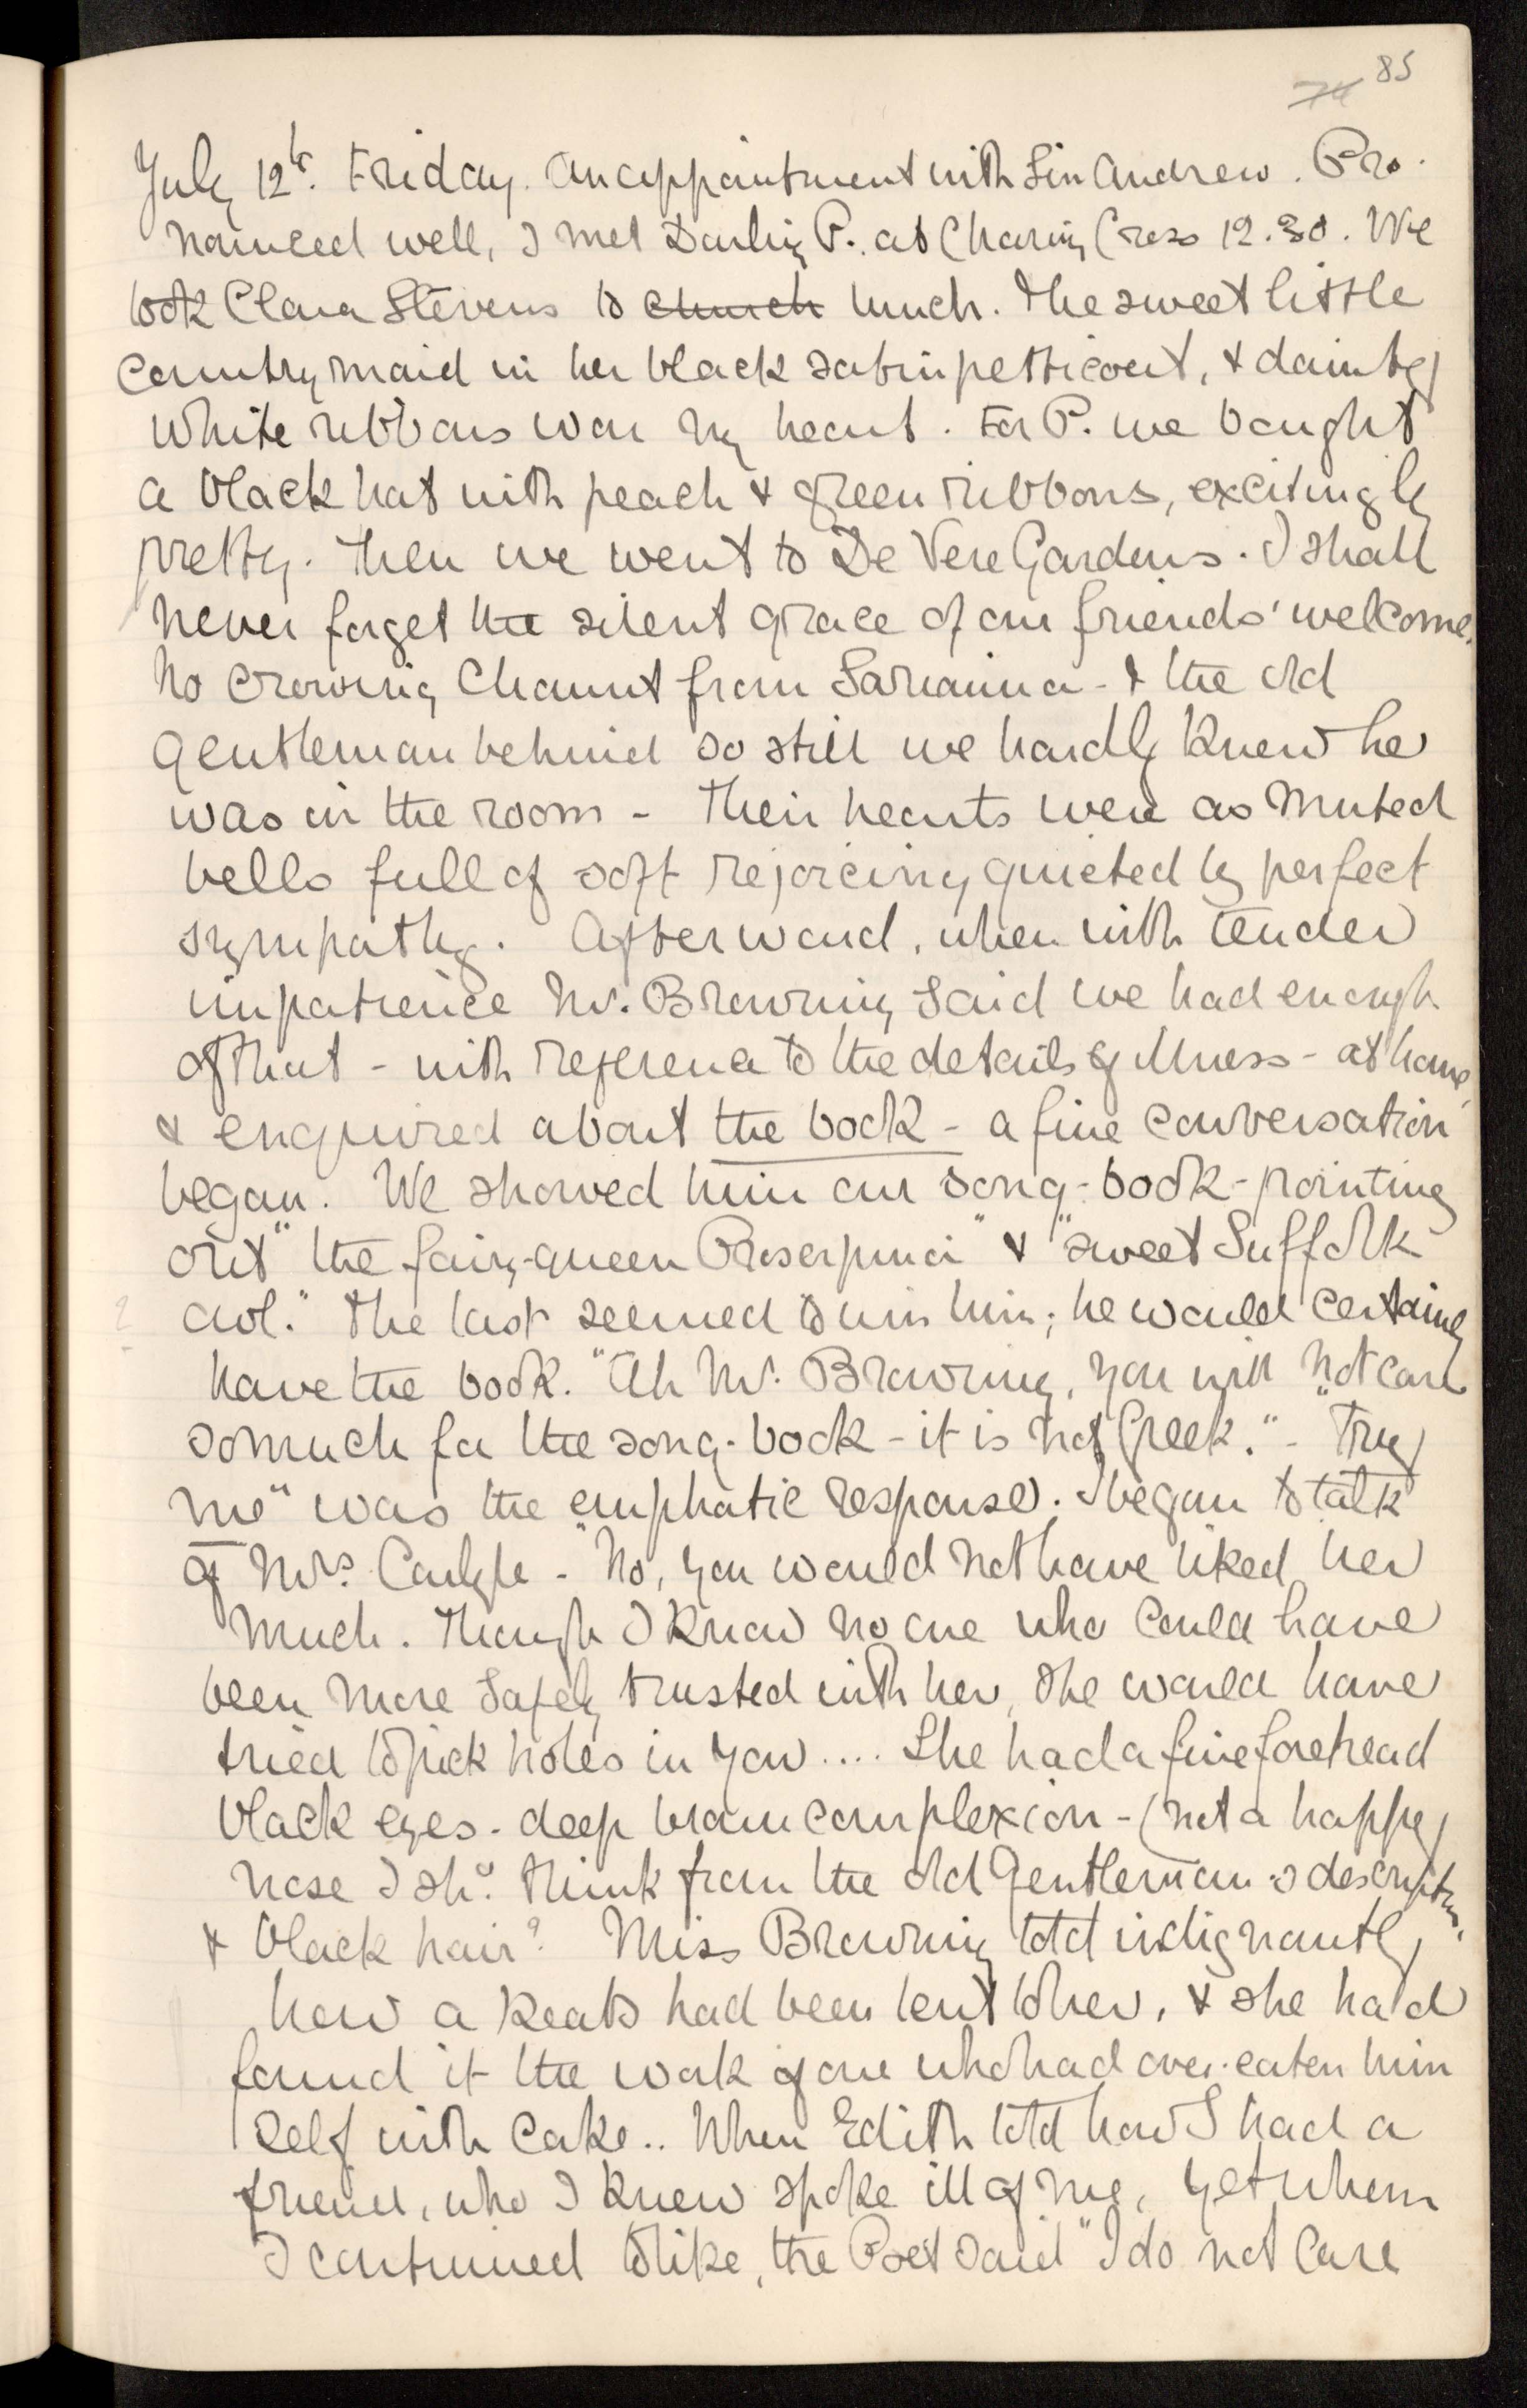 74 85
July 12th. Friday. An appointment with Sir Andrew. Pro-
nounced well, I met Darling P. at Charing Cross 12.30. We
took Clara Stevens to church lunch. The sweet little
country maid in her black satin petticoat, & dainty
white ribbons won my heart. For P. we bought
a black hat with peach & green ribbons, excitingly
pretty. Then we went to De Vere Gardens. I shall
never forget the silent grace of our friends' welcome.
No crowing Chaunt from Sarianna - & the old
gentleman behind so still we hardly knew he
was in the room - Their hearts were as muted
bells full of soft rejoicing quieted by perfect
sympathy. Afterward, when with tender
impatience Mr. Browning said we had enough
of that - with reference to the details of illness - at home,
& enquired about the book - a fine conversation
began. We showed him our song-book - pointing
out "the fairy-queen Proserpina" & "sweet Suffolk
owl." The last seemed to win him; he would certainly
have the book. "Ah Mr. Browning, you will not care
so much for the song-book - it is not Greek." - "Try
me" was the emphatic response. I began to talk
of Mrs. Carlyle - "No, you would not have liked her
much. Though I know no one who could have
been more safely trusted with her, she would have
tried to pick holes in you .... She had a fine forehead
black eyes - deep brown complexion - (not a happy
nose I shd. think from the old Gentleman's description.
& black hair? Miss Browning told indignantly
how a Keats had been lent to her, & she had
found it the work of one who had over-eaten him
self with cake .. When Edith told how I had a
friend, who I knew spoke ill of me, yet whom
I continued to like, the Poet said "I do not care